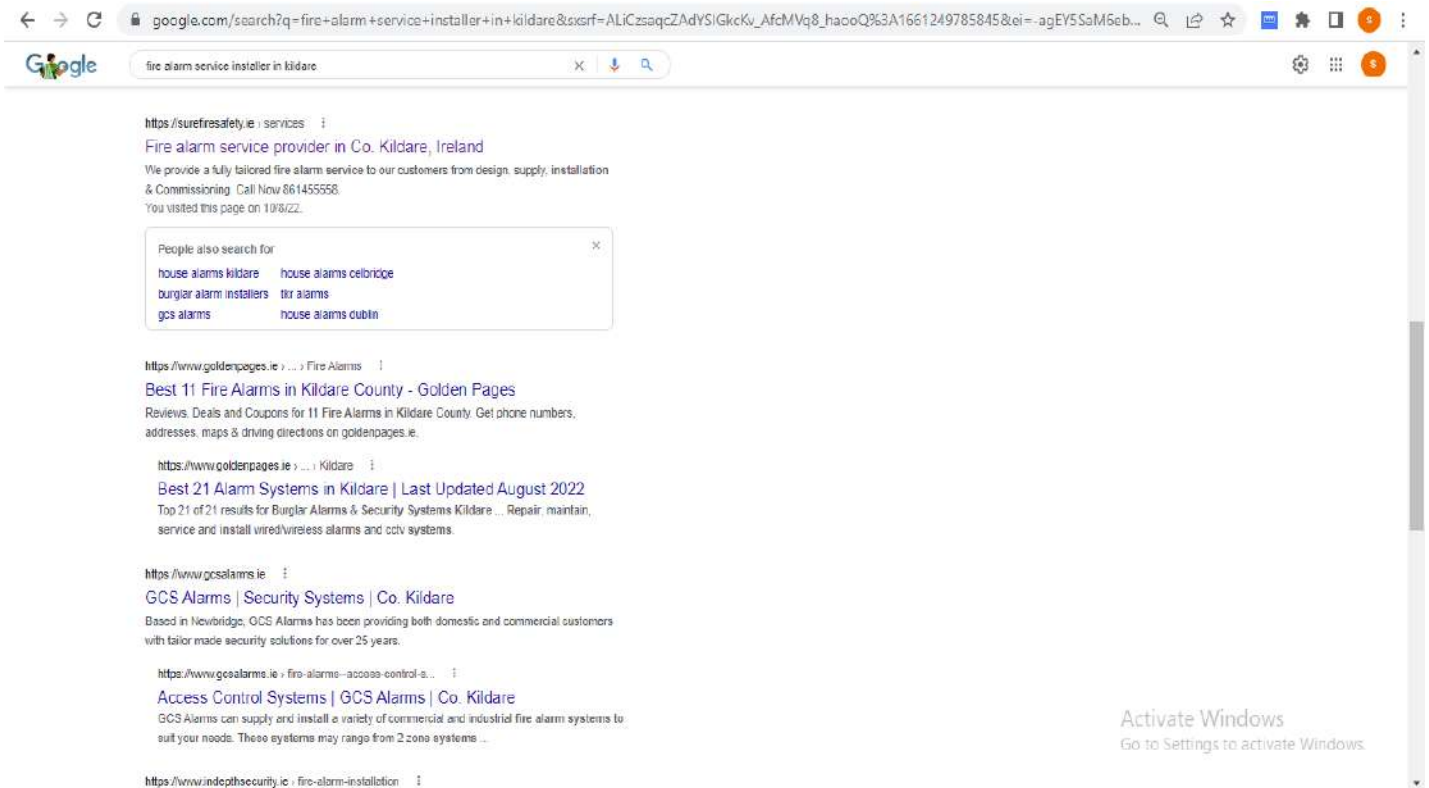 google.com/search?q=fire+alarm+service+installer+in+kildare&sxsrf=ALiCzsaqcZAdYSlGkcKv_AfcMVq8_haooQ%3A1661249785845&ei=-agEY5SaM6eb...
S
Google
fire alarm service installer in kildare
S
https://surefiresafety.ie › services
Fire alarm service provider in Co. Kildare, Ireland
We provide a fully tailored fire alarm service to our customers from design, supply, installation
& Commissioning. Call Now 861455558.
You visited this page on 10/8/22.
People also search for
house alarms kildare house alarms celbridge
burglar alarm installers tkr alarms
gcs alarms house alarms dublin
https://www.goldenpages.ie › ... › Fire Alarms
Best 11 Fire Alarms in Kildare County - Golden Pages
Reviews, Deals and Coupons for 11 Fire Alarms in Kildare County. Get phone numbers,
addresses, maps & driving directions on goldenpages.ie.
https://www.goldenpages.ie › ... › Kildare
Best 21 Alarm Systems in Kildare | Last Updated August 2022
Top 21 of 21 results for Burglar Alarms & Security Systems Kildare ... Repair, maintain,
service and install wired/wireless alarms and cctv systems.
https://www.gcsalarms.ie
GCS Alarms | Security Systems | Co. Kildare
Based in Newbridge, GCS Alarms has been providing both domestic and commercial customers
with tailor made security solutions for over 25 years.
https://www.gcsalarms.ie › fire-alarms--access-control-s...
Access Control Systems | GCS Alarms | Co. Kildare
GCS Alarms can supply and install a variety of commercial and industrial fire alarm systems to
suit your needs. These systems may range from 2 zone systems ...
Activate Windows
Go to Settings to activate Windows.
https://www.indepthsecurity.ie › fire-alarm-installation